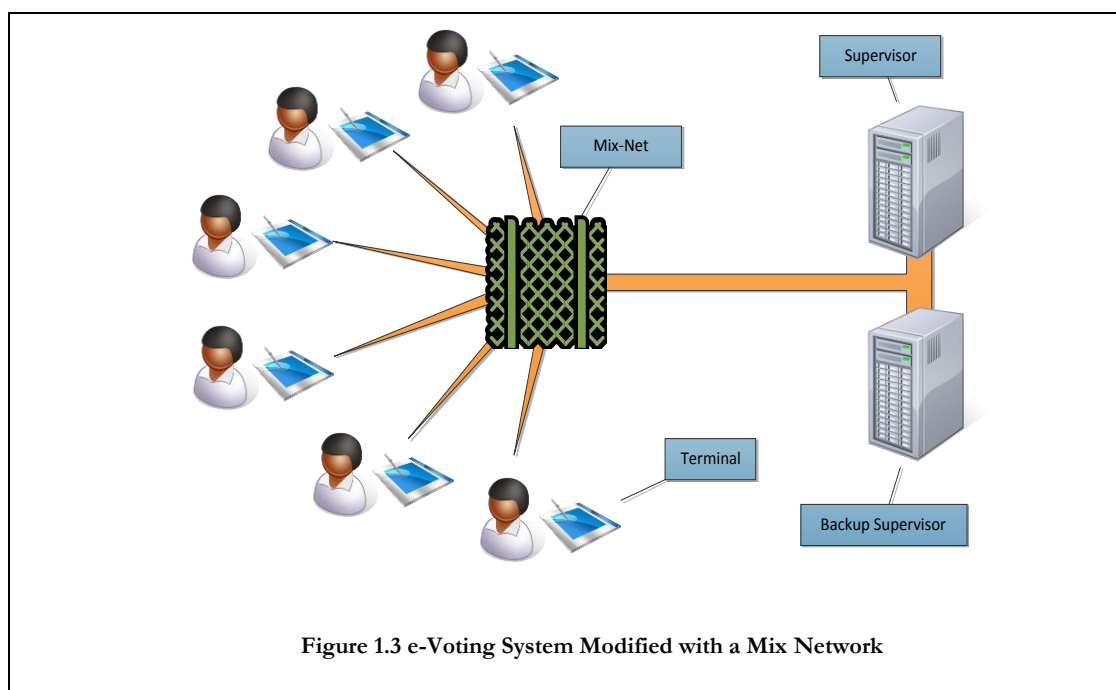 Supervisor
Mix-Net
Terminal
Backup Supervisor
Figure 1.3 e-Voting System Modified with a Mix Network